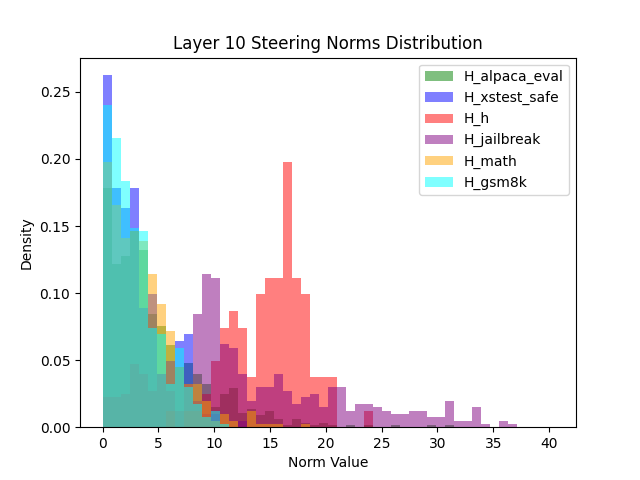 Layer 10 Steering Norms Distribution
H_alpaca_eval
H_xstest_safe
H_h
H_jailbreak
H_math
H_gsm8k
0.25
0.20
0.15
0.10
0.05
0.00
Density
0 5 10 15 20 25 30 35 40
Norm Value